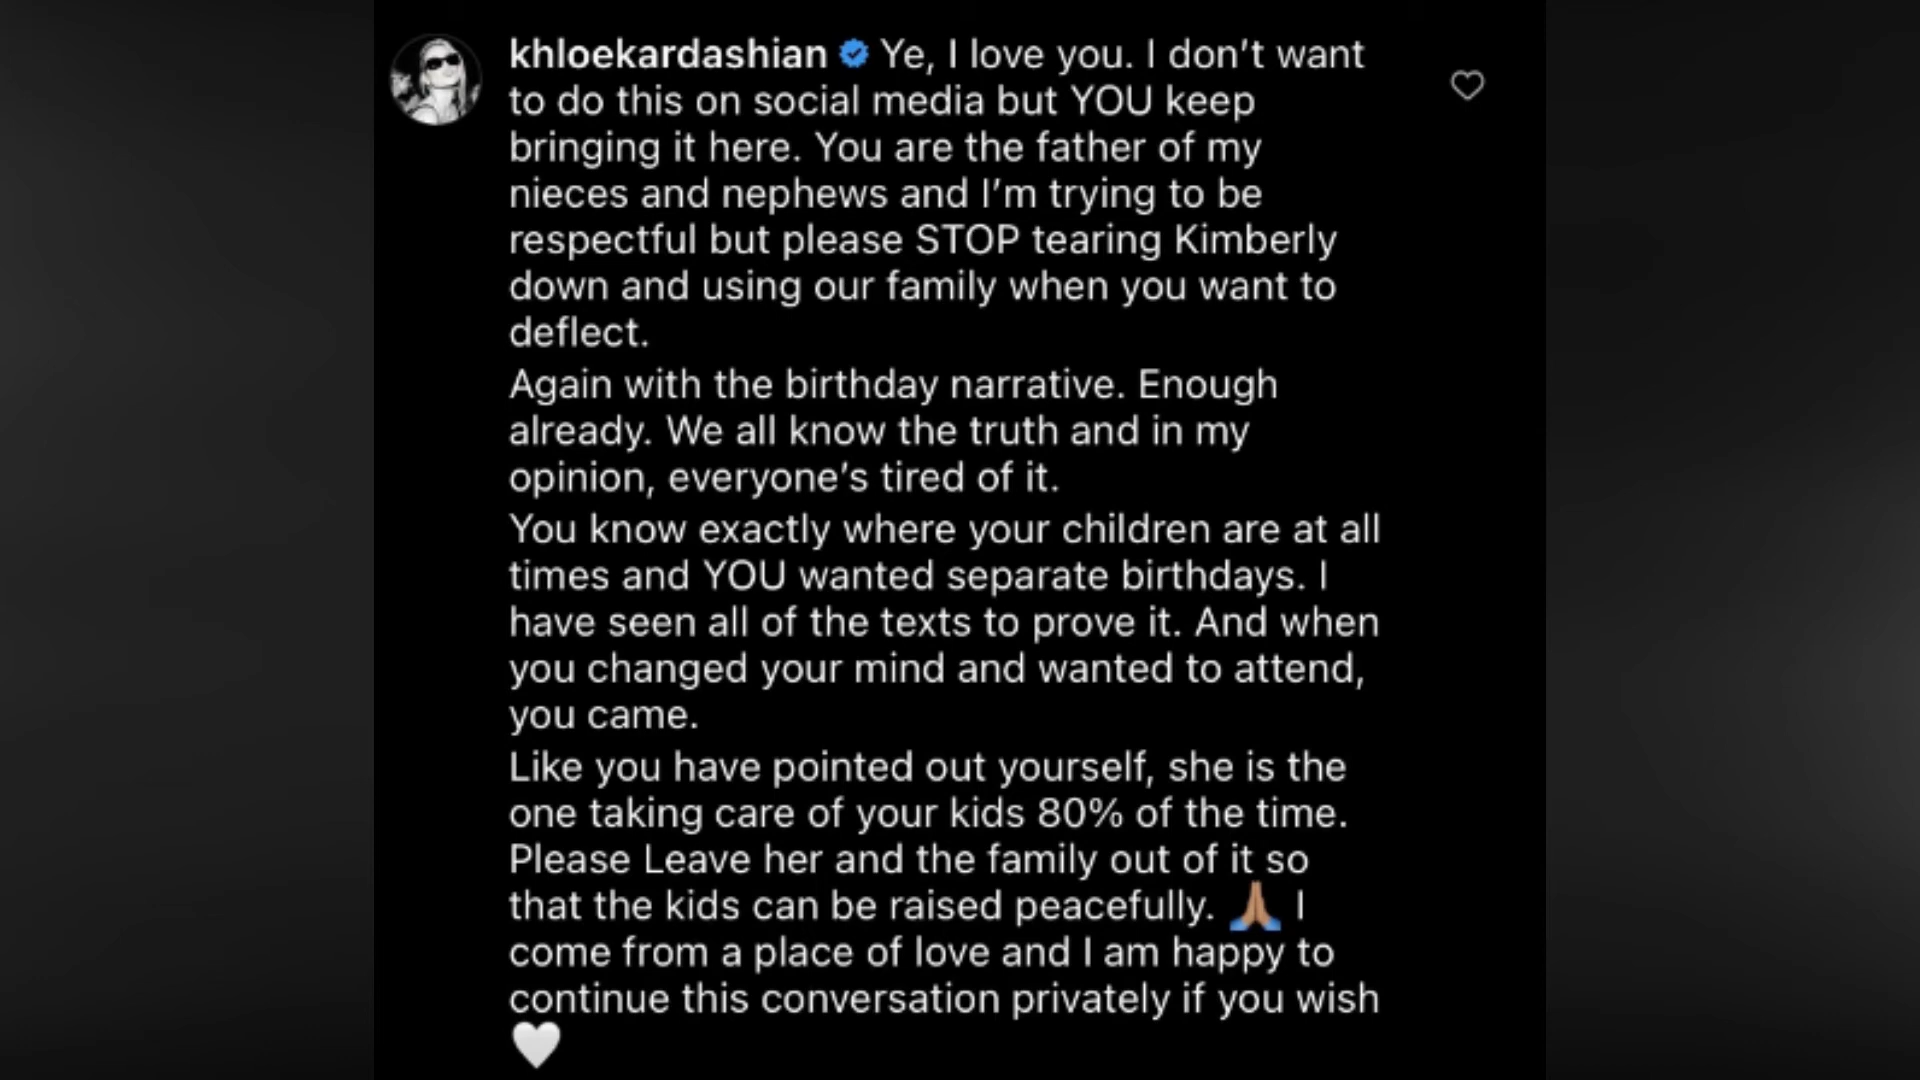 khloekardashian Ye, I love you. I don’t want
to do this on social media but YOU keep
bringing it here. You are the father of my
nieces and nephews and I’m trying to be
respectful but please STOP tearing Kimberly
down and using our family when you want to
deflect.
Again with the birthday narrative. Enough
already. We all know the truth and in my
opinion, everyone’s tired of it.
You know exactly where your children are at all
times and YOU wanted separate birthdays. I
have seen all of the texts to prove it. And when
you changed your mind and wanted to attend,
you came.
Like you have pointed out yourself, she is the
one taking care of your kids 80% of the time.
Please Leave her and the family out of it so
that the kids can be raised peacefully. 🙏🏽 I
come from a place of love and I am happy to
continue this conversation privately if you wish
🤍